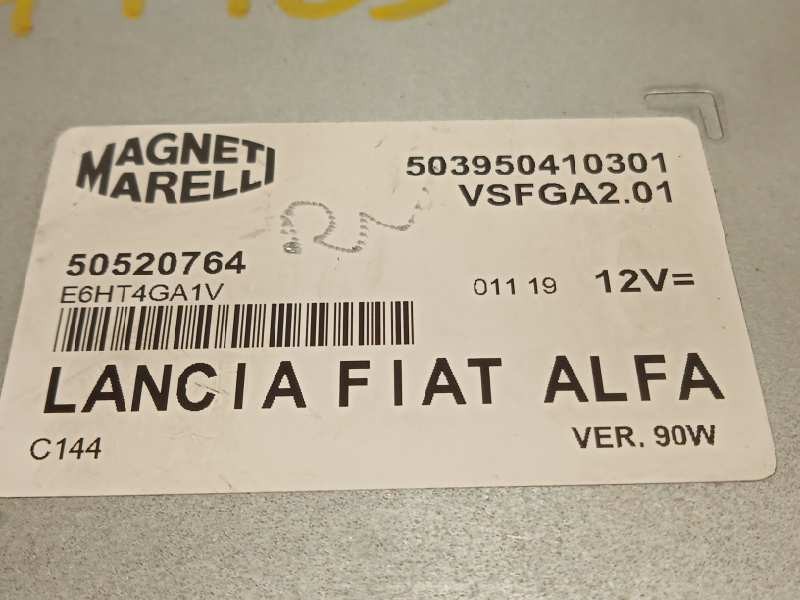 MAGNETI
MARELLI
503950410301
VSFGA2.01
50520764
E6HT4GA1V
011 19
12V=
LANCIA FIAT ALFA
C144
VER. 90W